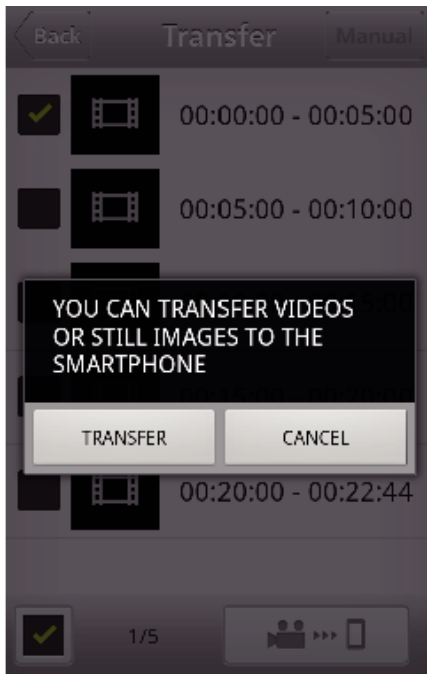 Back Transfer Manual
00:00:00 - 00:05:00
00:05:00 - 00:10:00
YOU CAN TRANSFER VIDEOS
OR STILL IMAGES TO THE
SMARTPHONE
TRANSFER CANCEL
00:20:00 - 00:22:44
1/5